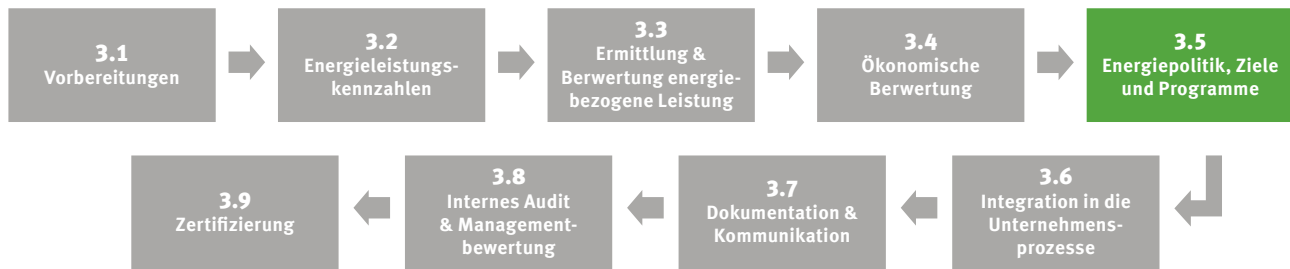 3.1
Vorbereitungen
3.2
Energieleistungs-
kennzahlen
3.3
Ermittlung &
Berwertung energie-
bezogene Leistung
3.4
Ökonomische
Berwertung
3.5
Energiepolitik, Ziele
und Programme
3.6
Integration in die
Unternehmens-
prozesse
3.7
Dokumentation &
Kommunikation
3.8
Internes Audit
& Management-
bewertung
3.9
Zertifizierung